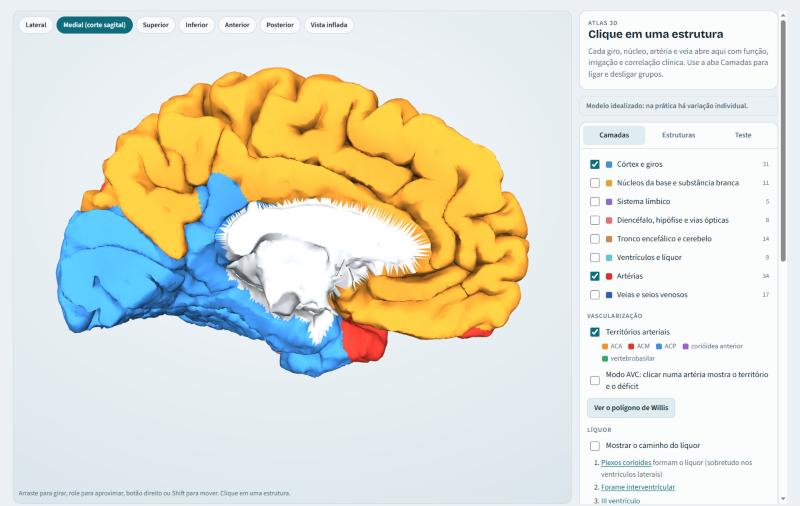 Lateral
Medial (corte sagital)
Superior
Inferior
Anterior
Posterior
Vista inflada
Arraste para girar, role para aproximar, botão direito ou Shift para mover. Clique em uma estrutura.
ATLAS 3D
Clique em uma estrutura
Cada giro, núcleo, artéria e veia abre aqui com função,
irrigação e correlação clínica. Use a aba Camadas para
ligar e desligar grupos.
Modelo idealizado: na prática há variação individual.
Camadas
Estruturas
Teste
Córtex e giros 31
Núcleos da base e substância branca 11
Sistema límbico 5
Diencéfalo, hipófise e vias ópticas 8
Tronco encefálico e cerebelo 14
Ventrículos e líquor 9
Artérias 34
Veias e seios venosos 17
VASCULARIZAÇÃO
Territórios arteriais
ACA ACM ACP corióidea anterior
vertebrobasilar
Modo AVC: clicar numa artéria mostra o território
e o déficit
Ver o polígono de Willis
LÍQUOR
Mostrar o caminho do líquor
1. Plexos corioides formam o líquor (sobretudo nos
ventrículos laterais)
2. Forame interventricular
3. III ventrículo